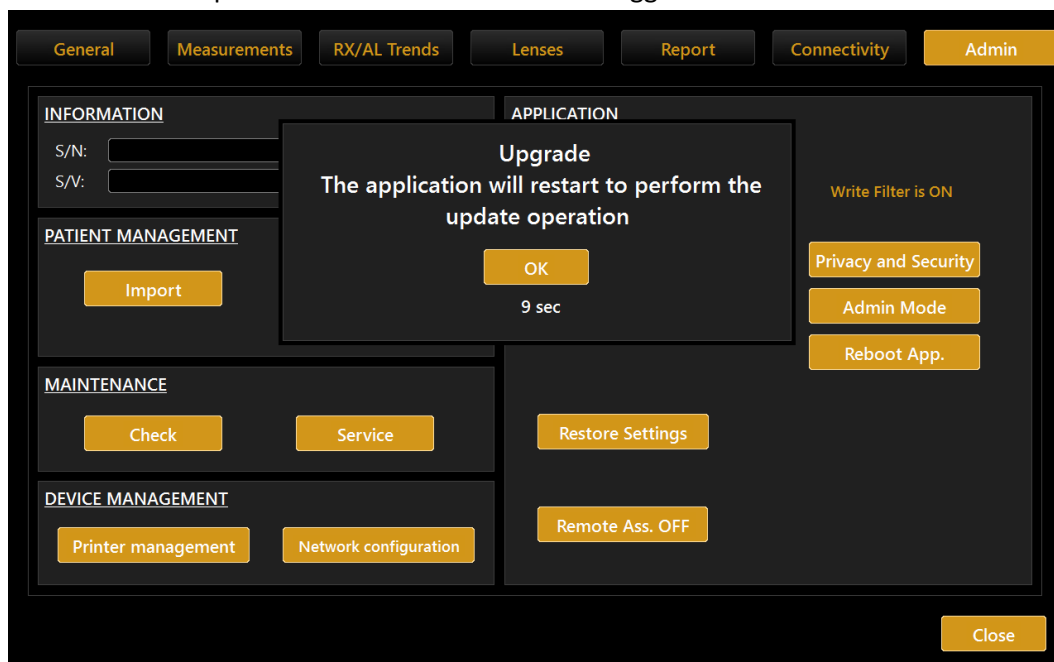 General Measurements RX/AL Trends Lenses Report Connectivity Admin
INFORMATION
S/N:
S/V:
PATIENT MANAGEMENT
Import
MAINTENANCE
Check Service
DEVICE MANAGEMENT
Printer management Network configuration
APPLICATION
Write Filter is ON
Privacy and Security
Admin Mode
Reboot App.
Restore Settings
Remote Ass. OFF
Upgrade
The application will restart to perform the
update operation
OK
9 sec
Close